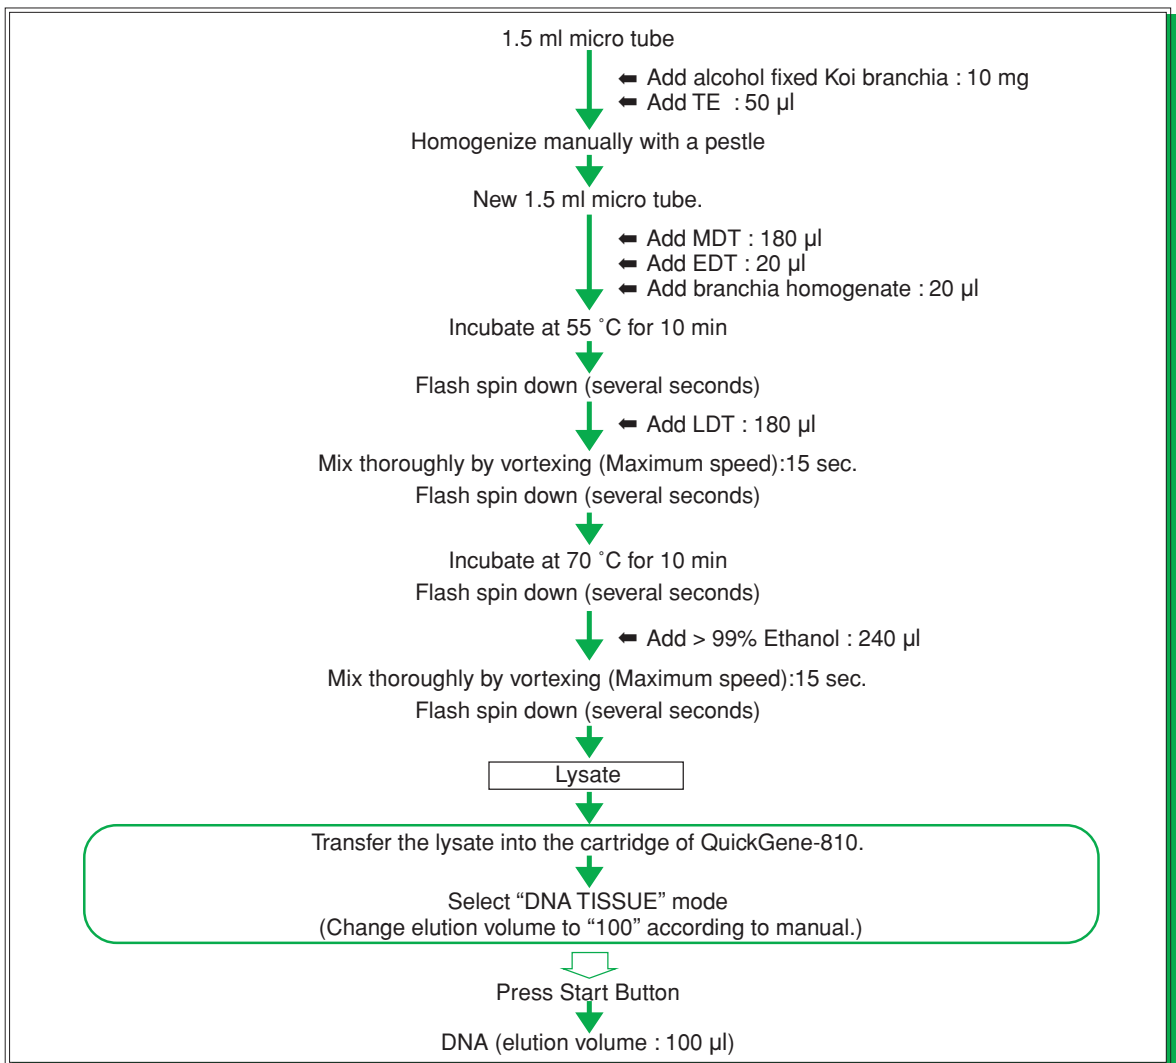 1.5 ml micro tube
⬅ Add alcohol fixed Koi branchia : 10 mg
⬅ Add TE : 50 µl
Homogenize manually with a pestle
New 1.5 ml micro tube.
⬅ Add MDT : 180 µl
⬅ Add EDT : 20 µl
⬅ Add branchia homogenate : 20 µl
Incubate at 55 ˚C for 10 min
Flash spin down (several seconds)
⬅ Add LDT : 180 µl
Mix thoroughly by vortexing (Maximum speed):15 sec.
Flash spin down (several seconds)
Incubate at 70 ˚C for 10 min
Flash spin down (several seconds)
⬅ Add > 99% Ethanol : 240 µl
Mix thoroughly by vortexing (Maximum speed):15 sec.
Flash spin down (several seconds)
Lysate
Transfer the lysate into the cartridge of QuickGene-810.
Select “DNA TISSUE” mode
(Change elution volume to “100” according to manual.)
Press Start Button
DNA (elution volume : 100 µl)